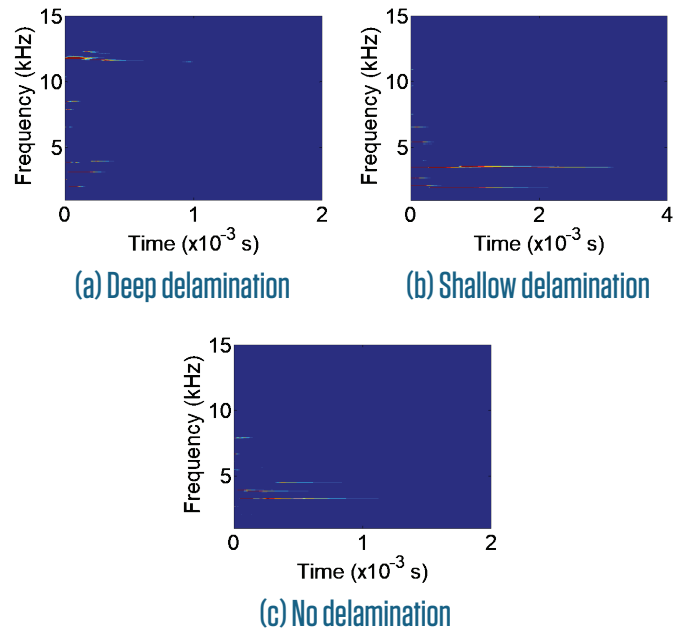 15
10
5
Frequency (kHz)
0 1 2
Time (x10⁻³ s)
(a) Deep delamination
15
10
5
Frequency (kHz)
0 2 4
Time (x10⁻³ s)
(b) Shallow delamination
15
10
5
Frequency (kHz)
0 1 2
Time (x10⁻³ s)
(c) No delamination